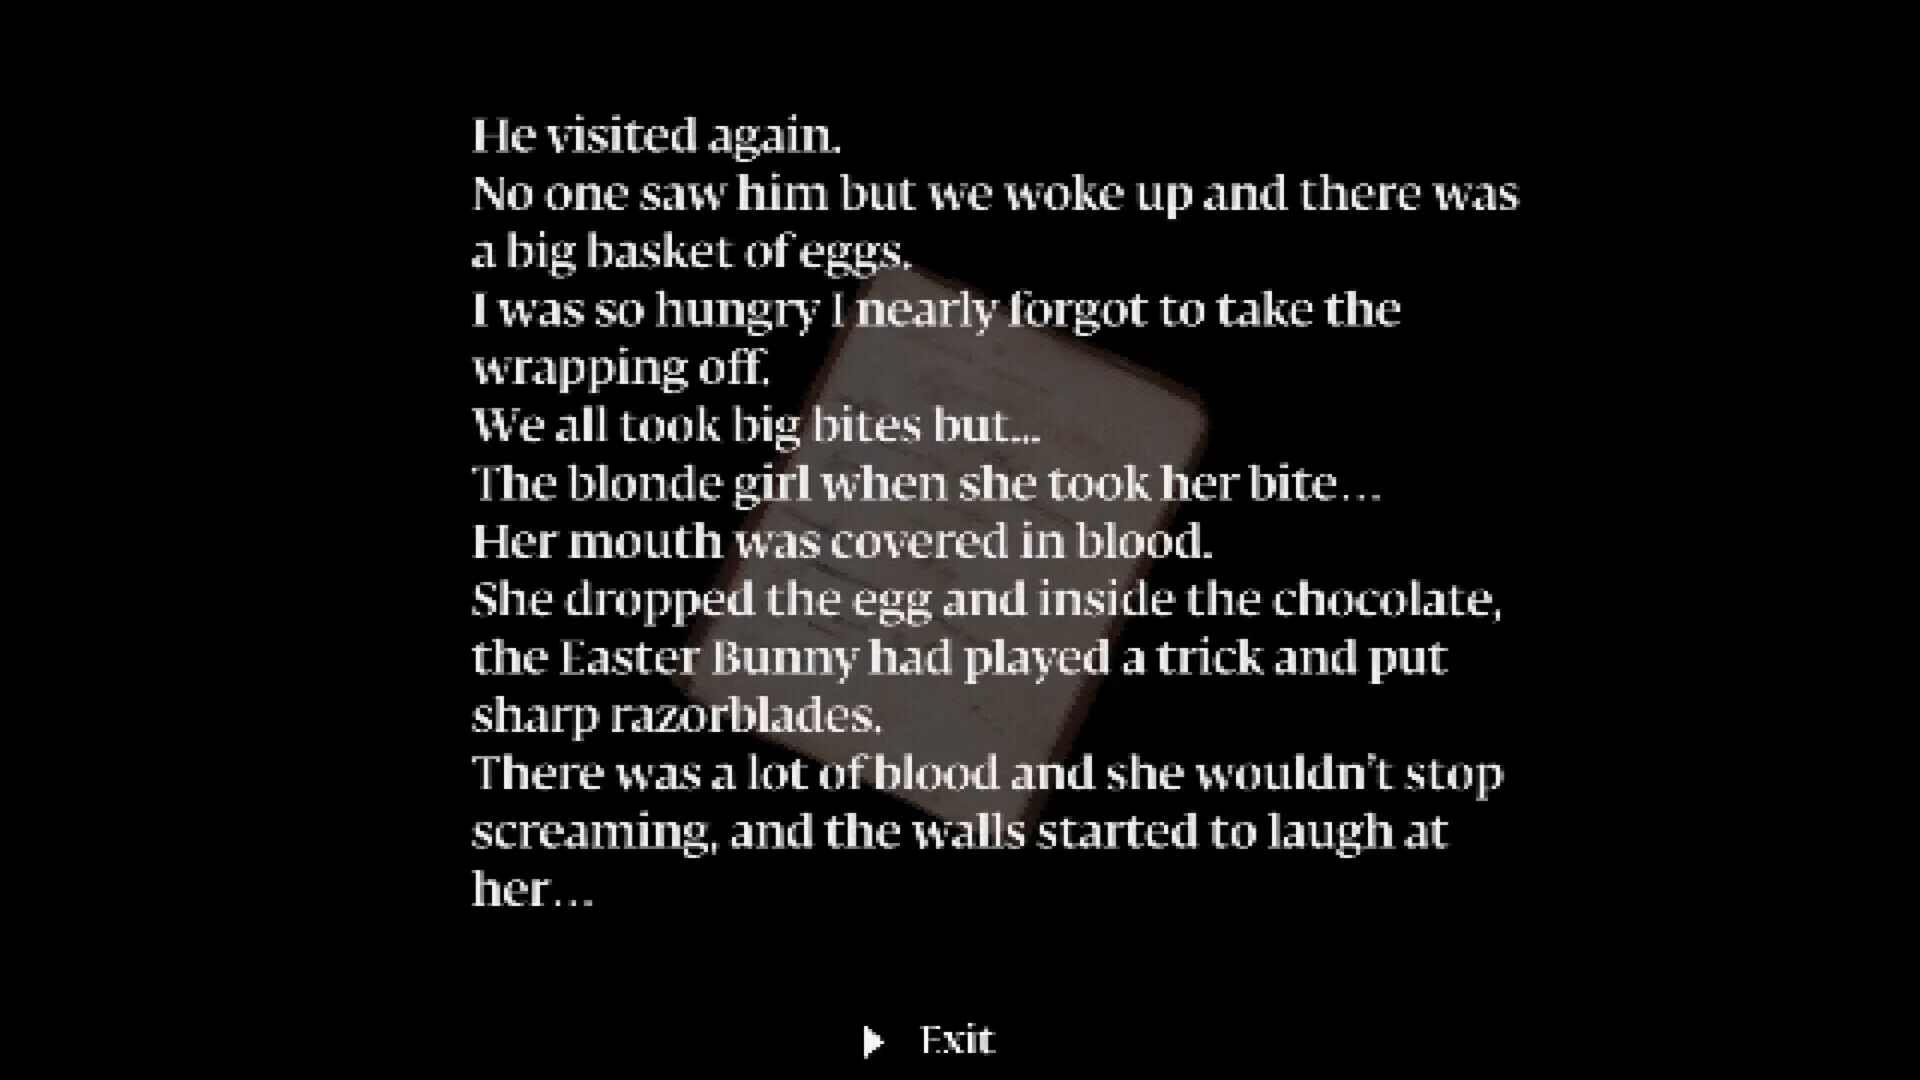 He visited again.
No one saw him but we woke up and there was
a big basket of eggs.
I was so hungry I nearly forgot to take the
wrapping off.
We all took big bites but...
The blonde girl when she took her bite…
Her mouth was covered in blood.
She dropped the egg and inside the chocolate,
the Easter Bunny had played a trick and put
sharp razorblades.
There was a lot of blood and she wouldn't stop
screaming, and the walls started to laugh at
her…
Exit